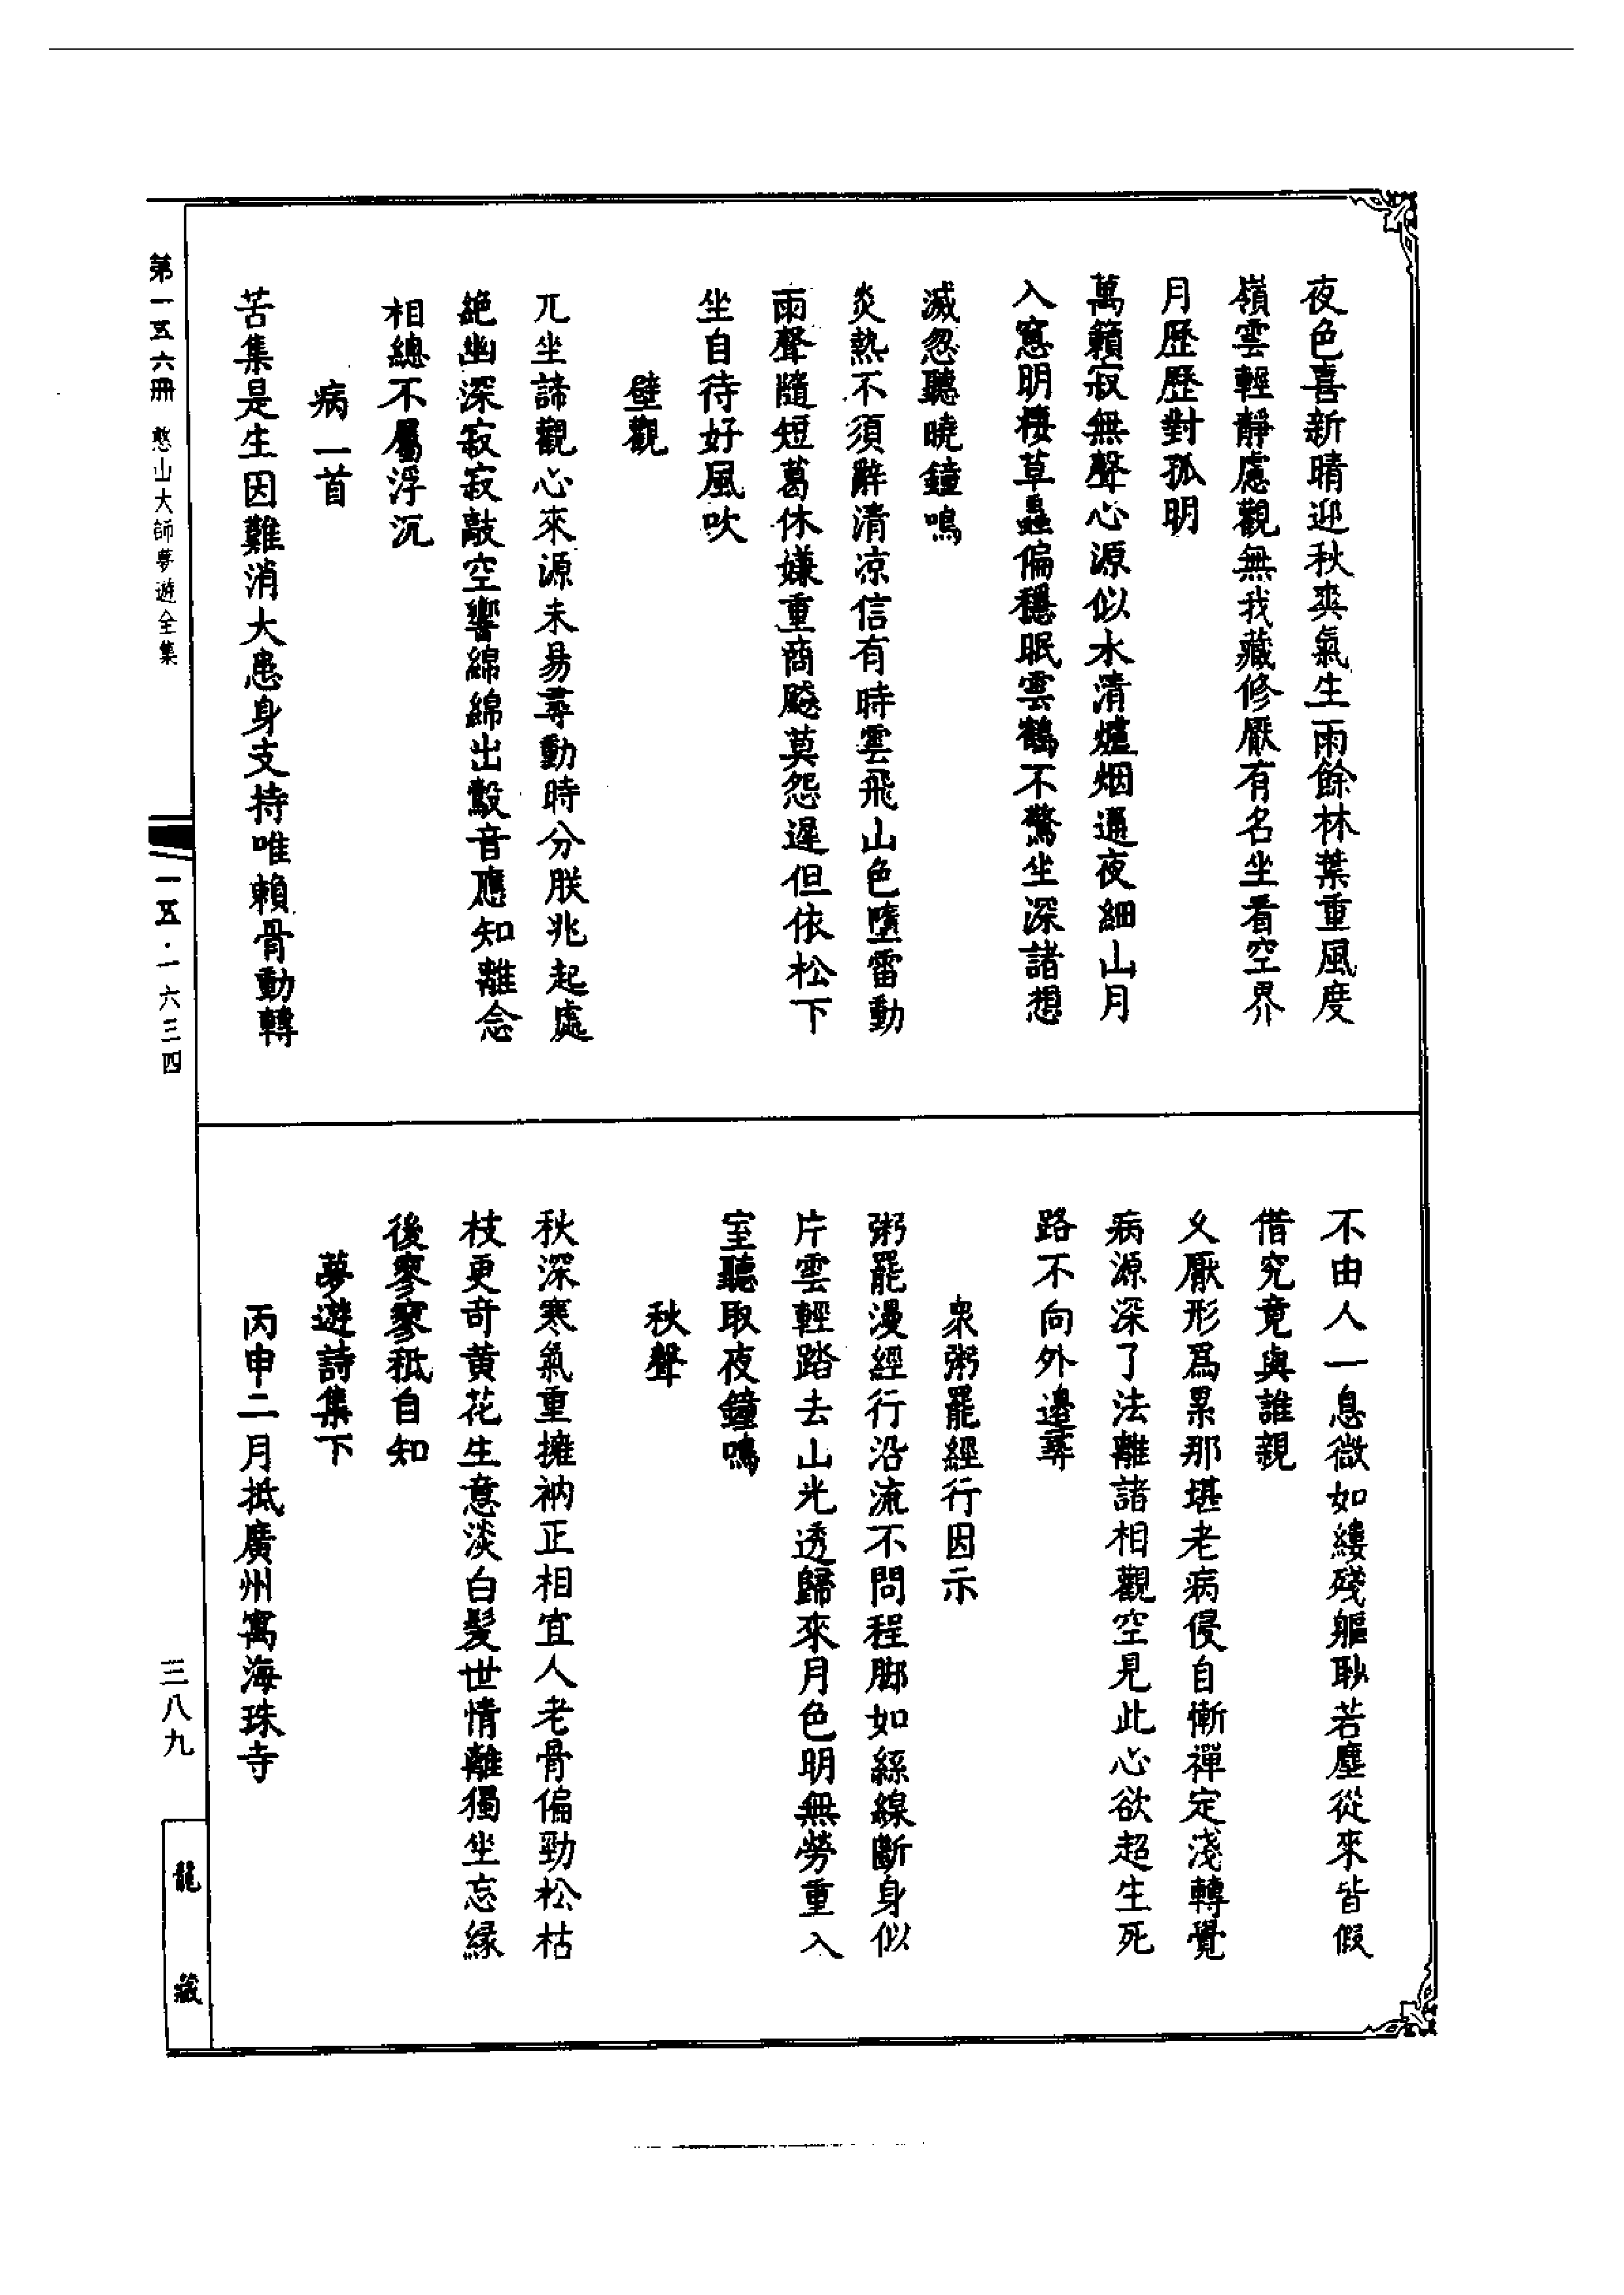 夜色喜新晴迎秋爽氣生雨餘林葉重風度
嶺雲輕靜慮觀無我藏修厭有名坐看空界
月歷歷對孤明
萬籟寂無聲心源似水清爐烟過夜細山月
入窻明棲草蟲偏穩眠雲鶴不驚坐深諸想
滅忽聽曉鐘鳴
炎熱不須辭清凉信有時雲飛山色墮雷動
雨聲隨短葛休嫌重商飈莫怨遲但依松下
坐自待好風吹
壁觀
兀坐諦觀心來源未易尋動時分朕兆起處
絕幽深寂寂敲空響綿綿出鷇音應知離念
相總不屬浮沉
病一首
苦集是生因難消大患身支持唯賴骨動轉
不由人一息微如縷殘軀耿若塵從來皆假
借究竟與誰親
义厭形爲累那堪老病侵自慚禪定淺轉覺
病源深了法離諸相觀空見此心欲超生死
路不向外邊尋
衆粥罷經行因示
粥罷漫經行沿流不問程脚如絲線斷身似
片雲輕踏去山光透歸來月色明無勞重入
室聽取夜鐘鳴
秋聲
秋深寒氣重擁衲正相宜人老骨偏勁松枯
枝更奇黄花生意淡白髮世情離獨坐忘緣
後寥寥秪自知
夢遊詩集下
丙申二月抵廣州寓海珠寺
第一五六冊 憨山大師夢遊全集
一五·一六三四
三八九
龍藏